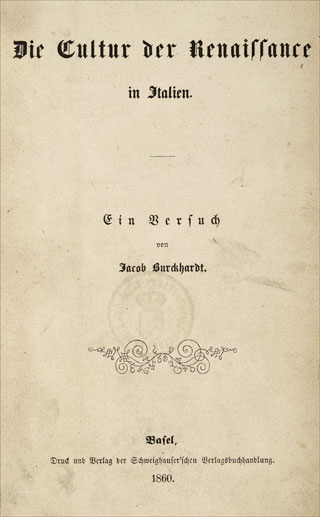 Die Cultur der Renaissance
in Italien.
Ein Versuch
von
Jacob Burckhardt.
Basel,
Druck und Verlag der Schweighauser'schen Verlagsbuchhandlung.
1860.